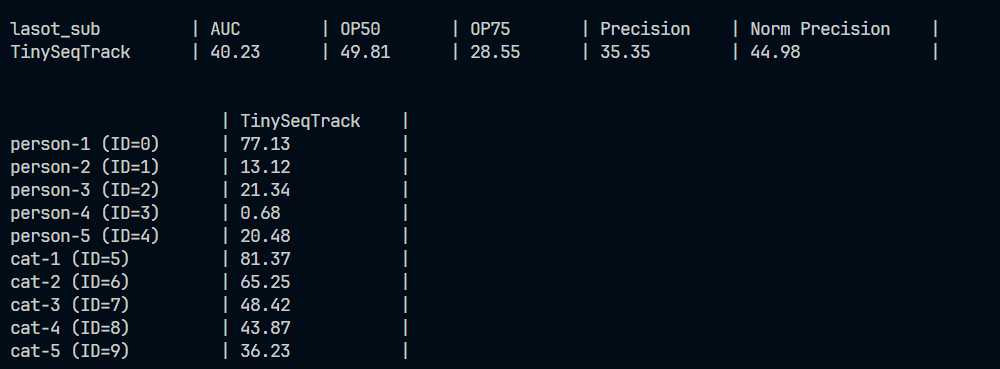 lasot_sub | AUC | OP50 | OP75 | Precision | Norm Precision |
TinySeqTrack | 40.23 | 49.81 | 28.55 | 35.35 | 44.98 |
| TinySeqTrack |
person-1 (ID=0) | 77.13 |
person-2 (ID=1) | 13.12 |
person-3 (ID=2) | 21.34 |
person-4 (ID=3) | 0.68 |
person-5 (ID=4) | 20.48 |
cat-1 (ID=5) | 81.37 |
cat-2 (ID=6) | 65.25 |
cat-3 (ID=7) | 48.42 |
cat-4 (ID=8) | 43.87 |
cat-5 (ID=9) | 36.23 |